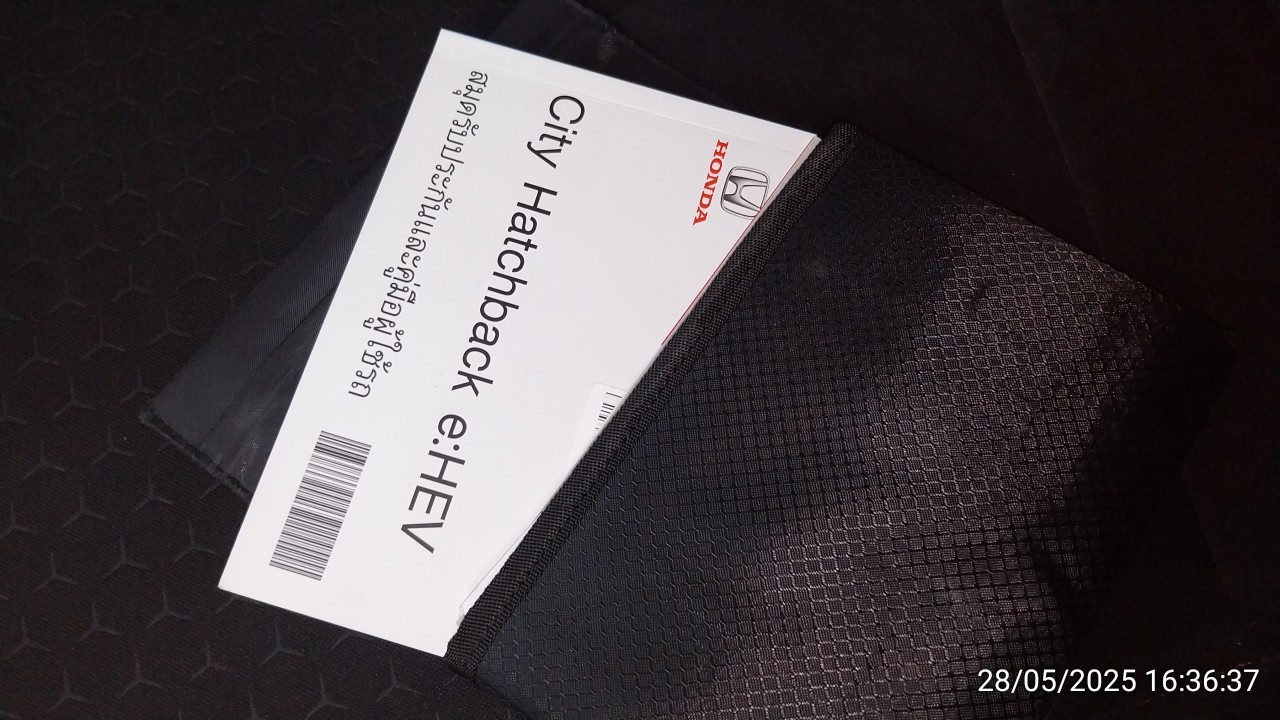 HONDA
City Hatchback e:HEV
สมุดรับประกันและคู่มือผู้ใช้รถ
28/05/2025 16:36:37